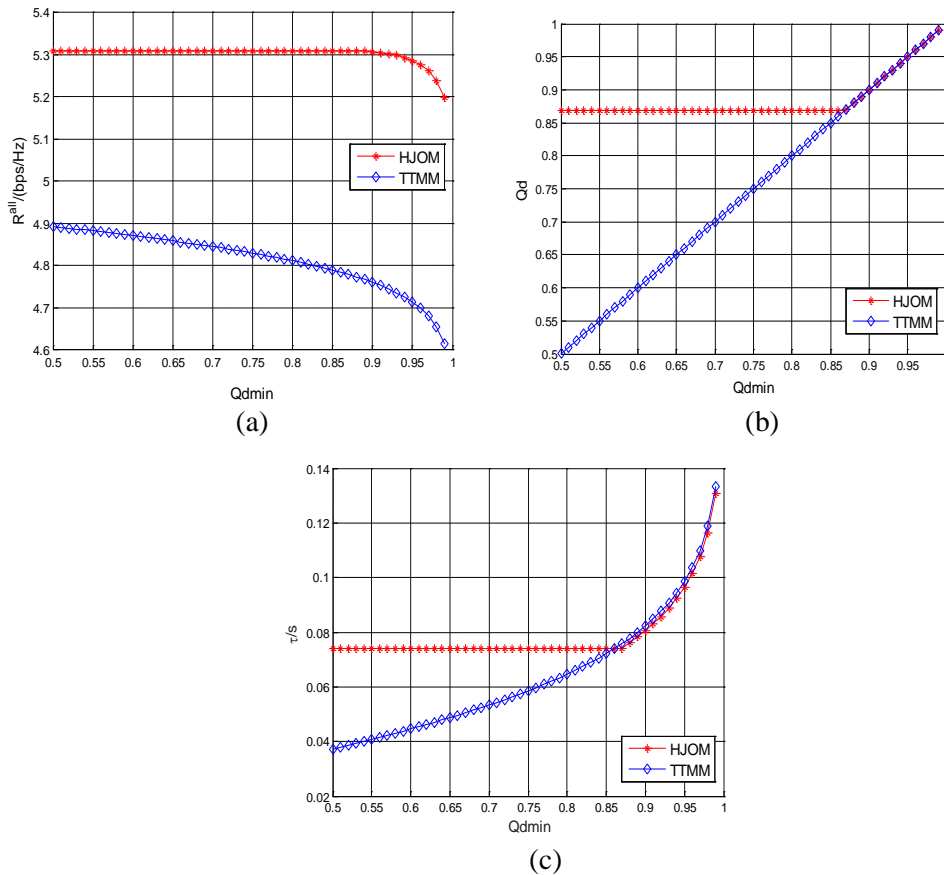 5.4
5.3
5.2
5.1
5
4.9
4.8
4.7
4.6
R^all/(bps/Hz)
HJOM
TTMM
0.5 0.55 0.6 0.65 0.7 0.75 0.8 0.85 0.9 0.95 1
Qdmin
(a)
1
0.95
0.9
0.85
0.8
0.75
0.7
0.65
0.6
0.55
0.5
Qd
HJOM
TTMM
0.5 0.55 0.6 0.65 0.7 0.75 0.8 0.85 0.9 0.95
Qdmin
(b)
0.14
0.12
0.1
0.08
0.06
0.04
0.02
τ/s
HJOM
TTMM
0.5 0.55 0.6 0.65 0.7 0.75 0.8 0.85 0.9 0.95 1
Qdmin
(c)